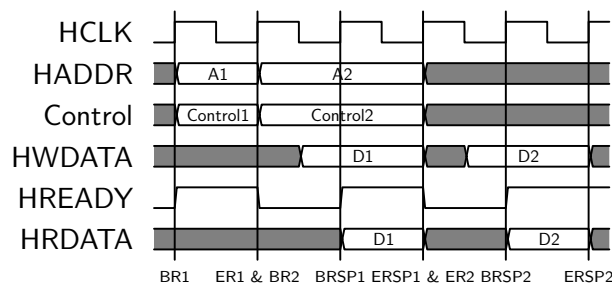 HCLK
HADDR A1 A2
Control Control1 Control2
HWDATA D1 D2
HREADY
HRDATA D1 D2
BR1 ER1 & BR2 BRSP1 ERSP1 & ER2 BRSP2 ERSP2